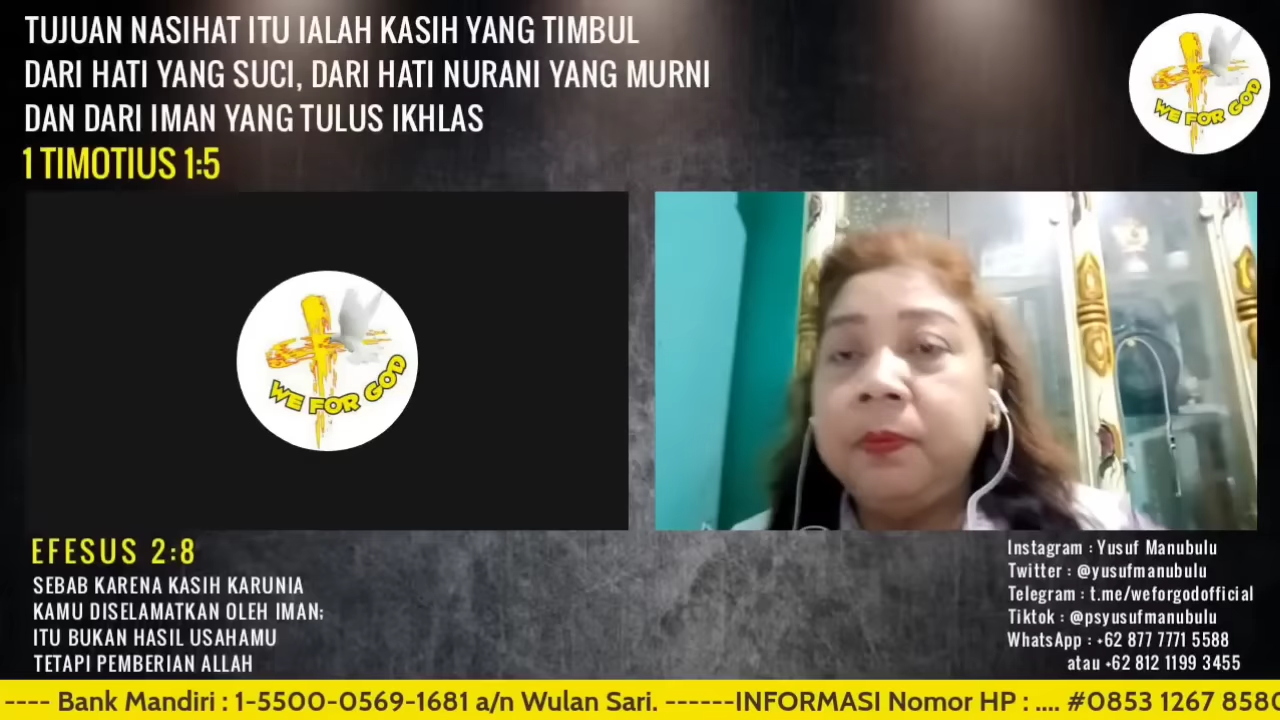 TUJUAN NASIHAT ITU IALAH KASIH YANG TIMBUL
DARI HATI YANG SUCI, DARI HATI NURANI YANG MURNI
DAN DARI IMAN YANG TULUS IKHLAS
1 TIMOTIUS 1:5
WE FOR GOD
WE FOR GOD
EFESUS 2:8
SEBAB KARENA KASIH KARUNIA
KAMU DISELAMATKAN OLEH IMAN;
ITU BUKAN HASIL USAHAMU
TETAPI PEMBERIAN ALLAH
Instagram : Yusuf Manubulu
Twitter : @yusufmanubulu
Telegram : t.me/weforgodofficial
Tiktok : @psyusufmanubulu
WhatsApp : +62 877 7771 5588
atau +62 812 1199 3455
---- Bank Mandiri : 1-5500-0569-1681 a/n Wulan Sari. ------INFORMASI Nomor HP : .... #0853 1267 8580